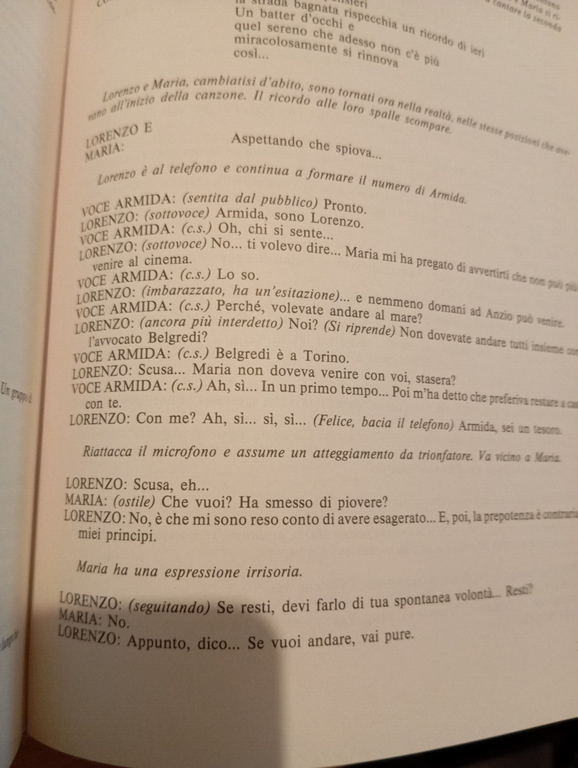 la strada bagnata rispecchia un ricordo di ieri
Un batter d'occhi e
quel sereno che adesso non c'è più
miracolosamente si rinnova
così...
Lorenzo e Maria, cambiatisi d'abito, sono tornati ora nella realtà, nelle stesse posizioni che ave-
vano all'inizio della canzone. Il ricordo alle loro spalle scompare.
LORENZO E
MARIA: Aspettando che spiova...
Lorenzo è al telefono e continua a formare il numero di Armida.
VOCE ARMIDA: (sentita dal pubblico) Pronto.
LORENZO: (sottovoce) Armida, sono Lorenzo.
VOCE ARMIDA: (c.s.) Oh, chi si sente...
LORENZO: (sottovoce) No... ti volevo dire... Maria mi ha pregato di avvertirti che non può più
venire al cinema.
VOCE ARMIDA: (c.s.) Lo so.
LORENZO: (imbarazzato, ha un'esitazione)... e nemmeno domani ad Anzio può venire.
VOCE ARMIDA: (c.s.) Perché, volevate andare al mare?
LORENZO: (ancora più interdetto) Noi? (Si riprende) Non dovevate andare tutti insieme con
l'avvocato Belgredi?
VOCE ARMIDA: (c.s.) Belgredi è a Torino.
LORENZO: Scusa... Maria non doveva venire con voi, stasera?
VOCE ARMIDA: (c.s.) Ah, sì... In un primo tempo... Poi m'ha detto che preferiva restare a casa
con te.
LORENZO: Con me? Ah, sì... sì, sì... (Felice, bacia il telefono) Armida, sei un tesoro.
Riattacca il microfono e assume un atteggiamento da trionfatore. Va vicino a Maria.
LORENZO: Scusa, eh...
MARIA: (ostile) Che vuoi? Ha smesso di piovere?
LORENZO: No, è che mi sono reso conto di avere esagerato... E, poi, la prepotenza è contraria
miei principi.
Maria ha una espressione irrisoria.
LORENZO: (seguitando) Se resti, devi farlo di tua spontanea volontà... Resti?
MARIA: No.
LORENZO: Appunto, dico... Se vuoi andare, vai pure.
Un gruppo di